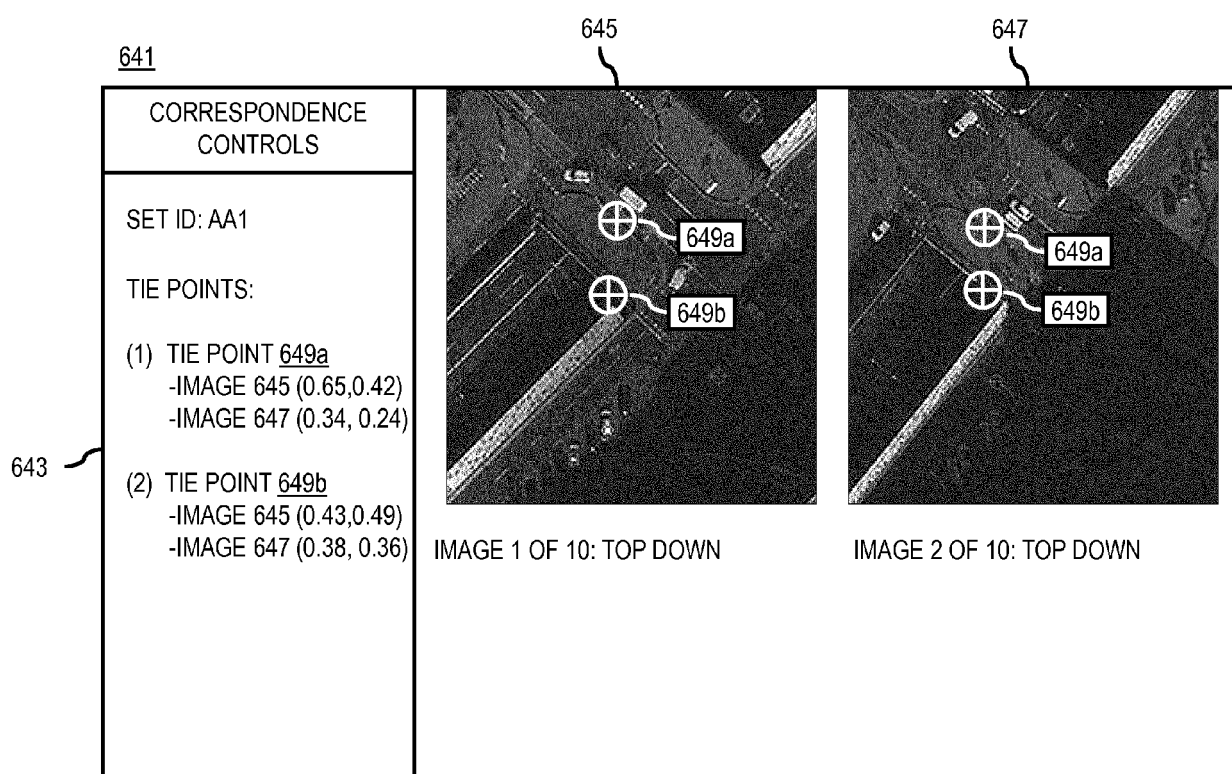 641
645
647
CORRESPONDENCE
CONTROLS
SET ID: AA1
TIE POINTS:
(1) TIE POINT 649a
-IMAGE 645 (0.65,0.42)
-IMAGE 647 (0.34, 0.24)
(2) TIE POINT 649b
-IMAGE 645 (0.43,0.49)
-IMAGE 647 (0.38, 0.36)
643
649a
649b
IMAGE 1 OF 10: TOP DOWN
649a
649b
IMAGE 2 OF 10: TOP DOWN